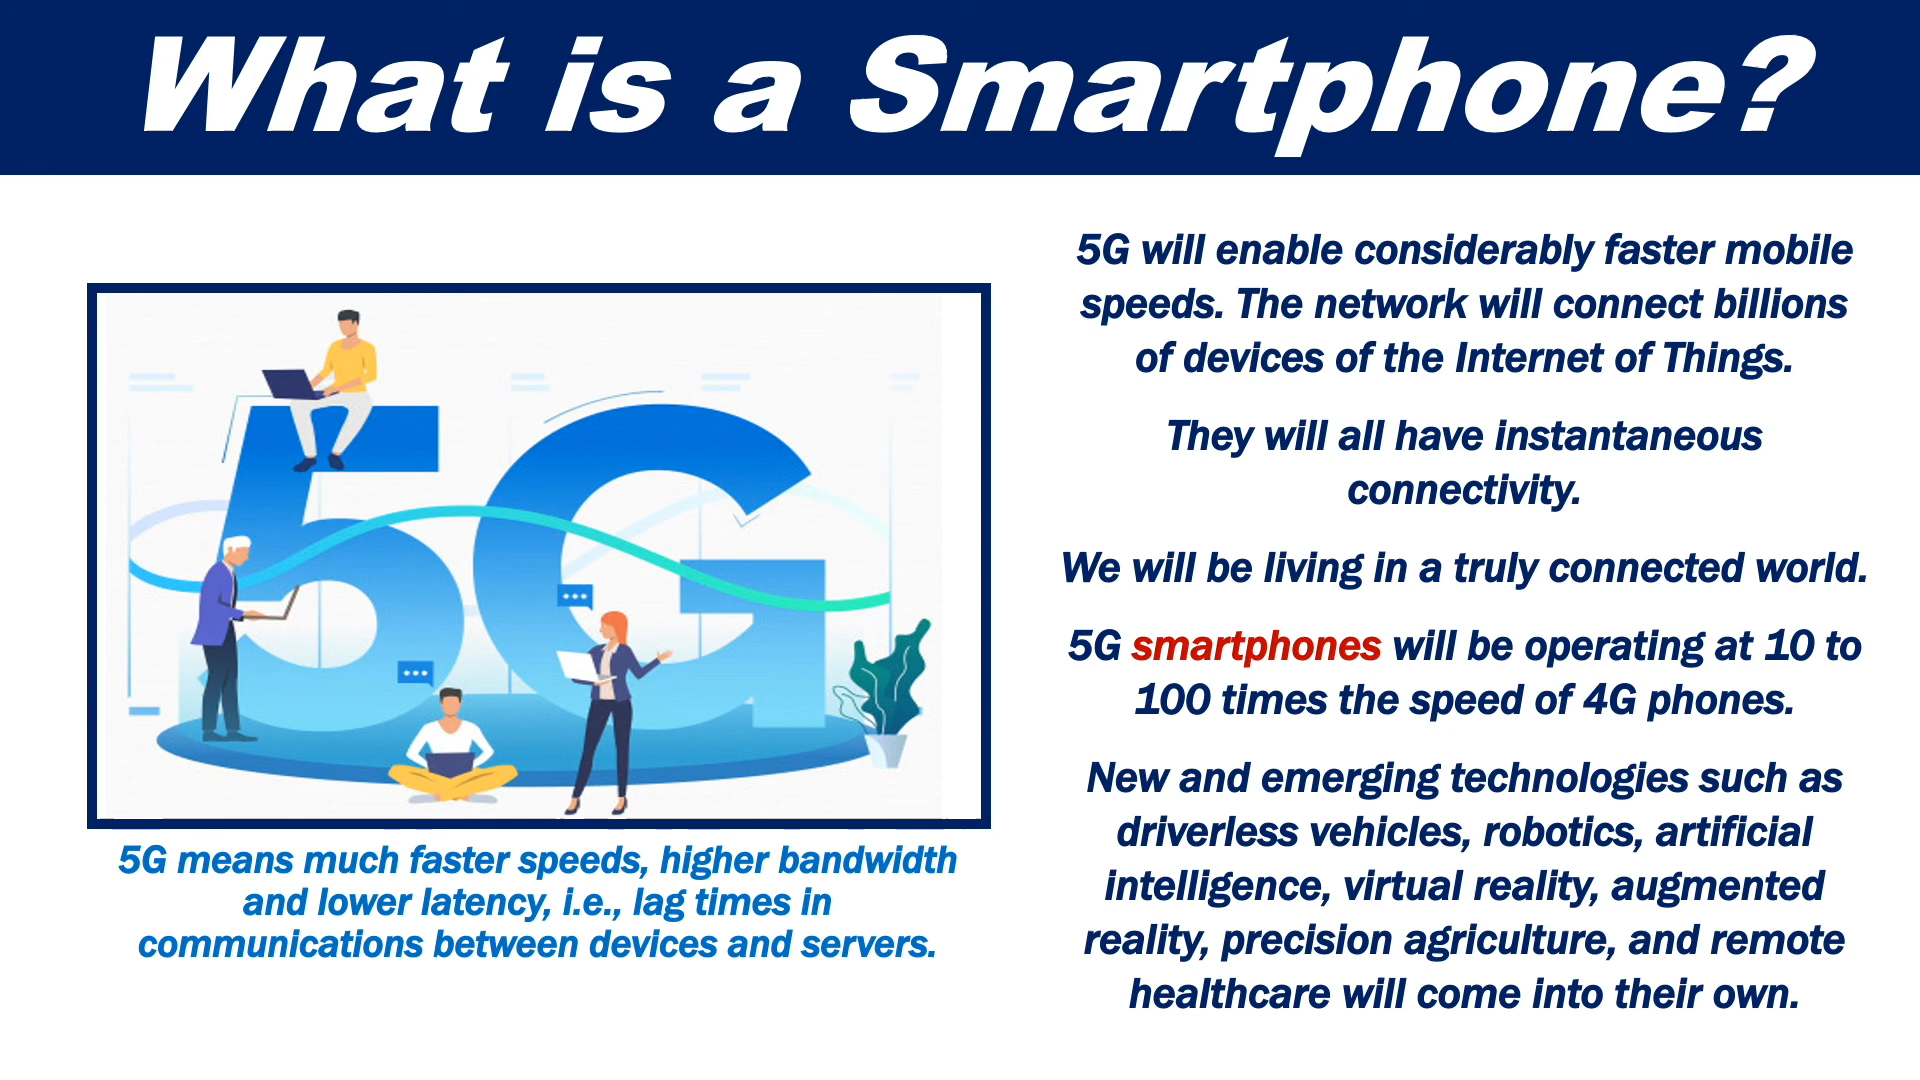 What is a Smartphone?
5G
5G means much faster speeds, higher bandwidth
and lower latency, i.e., lag times in
communications between devices and servers.
5G will enable considerably faster mobile
speeds. The network will connect billions
of devices of the Internet of Things.
They will all have instantaneous
connectivity.
We will be living in a truly connected world.
5G smartphones will be operating at 10 to
100 times the speed of 4G phones.
New and emerging technologies such as
driverless vehicles, robotics, artificial
intelligence, virtual reality, augmented
reality, precision agriculture, and remote
healthcare will come into their own.